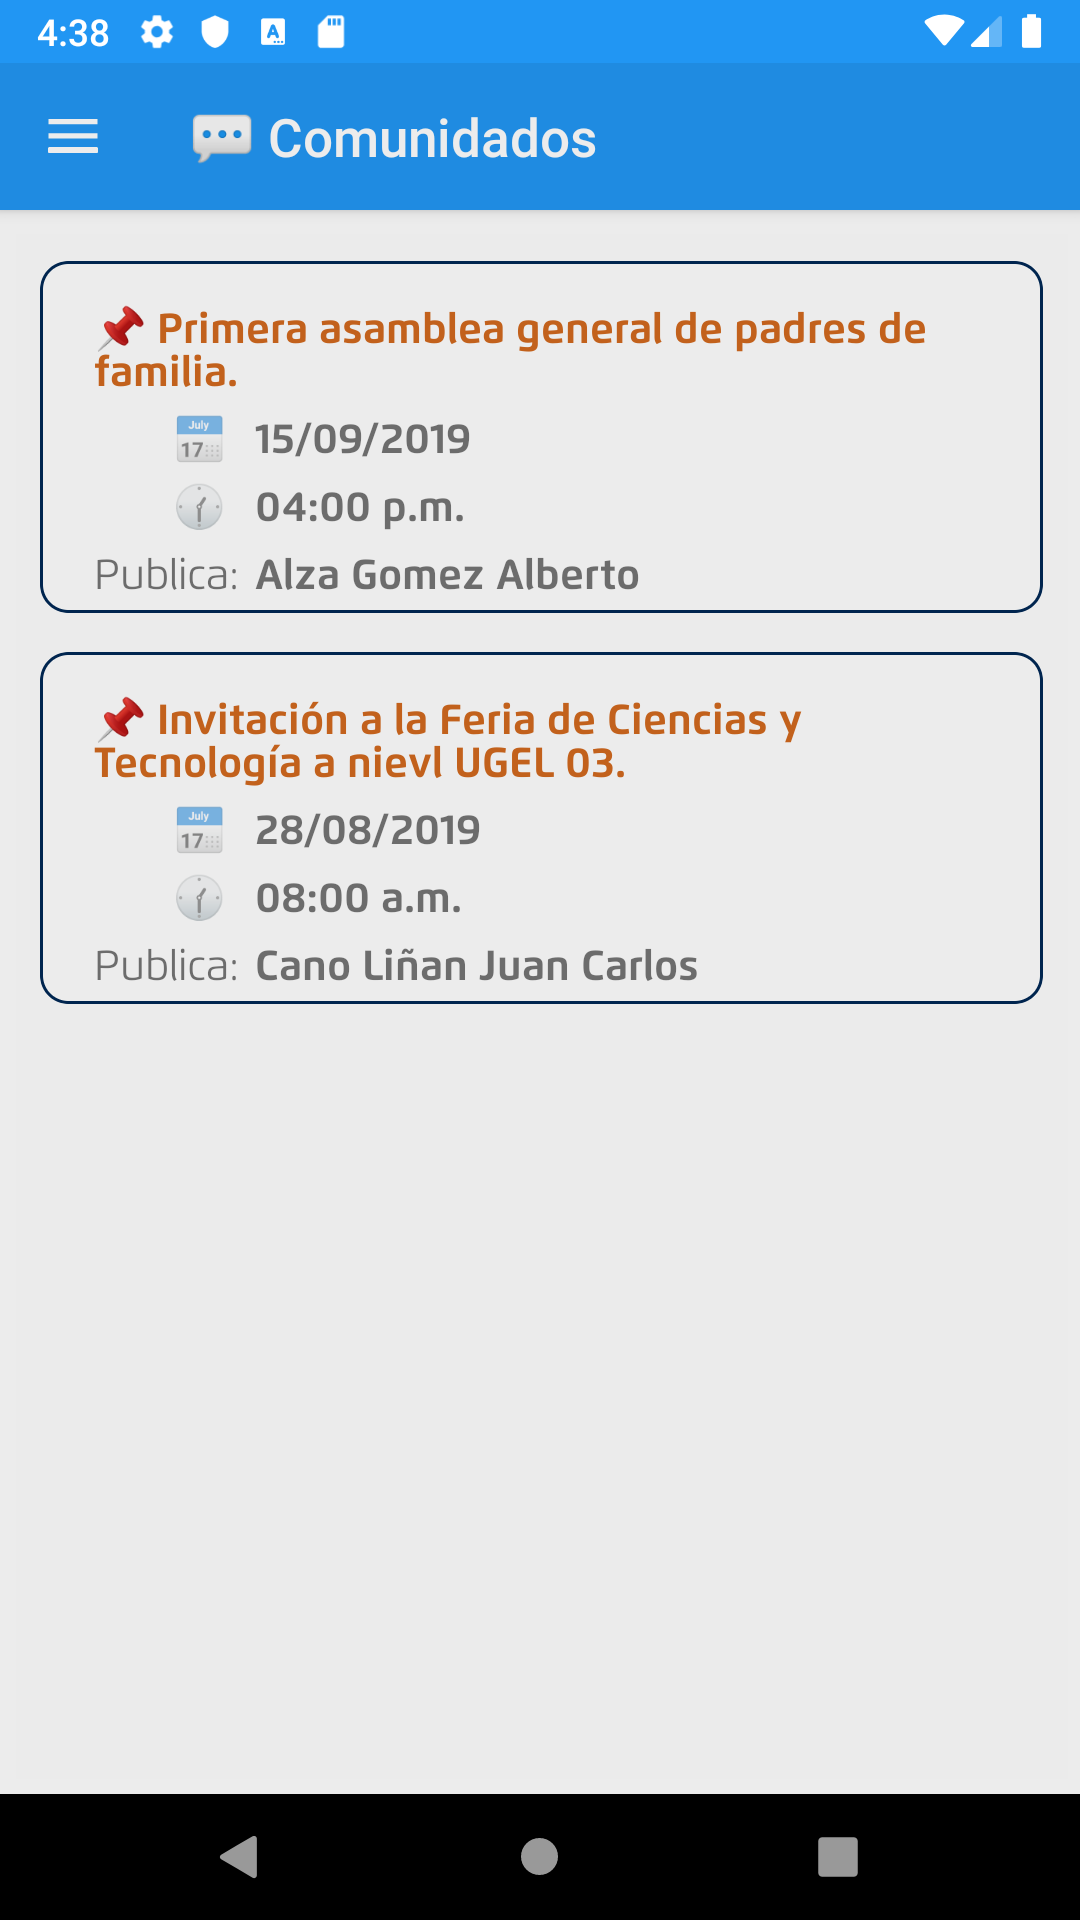 4:38
Comunidados
Primera asamblea general de padres de
familia.
July
17
15/09/2019
04:00 p.m.
Publica: Alza Gomez Alberto
Invitación a la Feria de Ciencias y
Tecnología a nievl UGEL 03.
July
17
28/08/2019
08:00 a.m.
Publica: Cano Liñan Juan Carlos